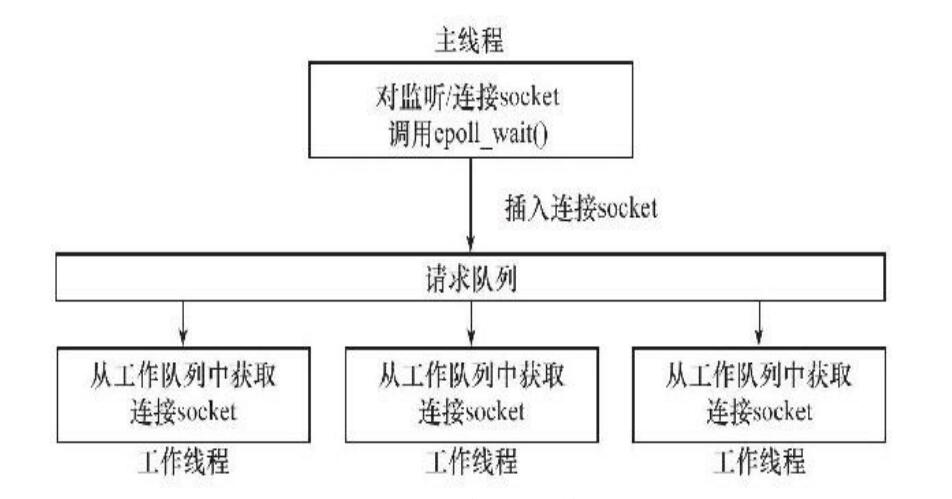 主线程
对监听/连接socket
调用epoll_wait()
插入连接socket
请求队列
从工作队列中获取
连接socket
工作线程
从工作队列中获取
连接socket
工作线程
从工作队列中获取
连接socket
工作线程